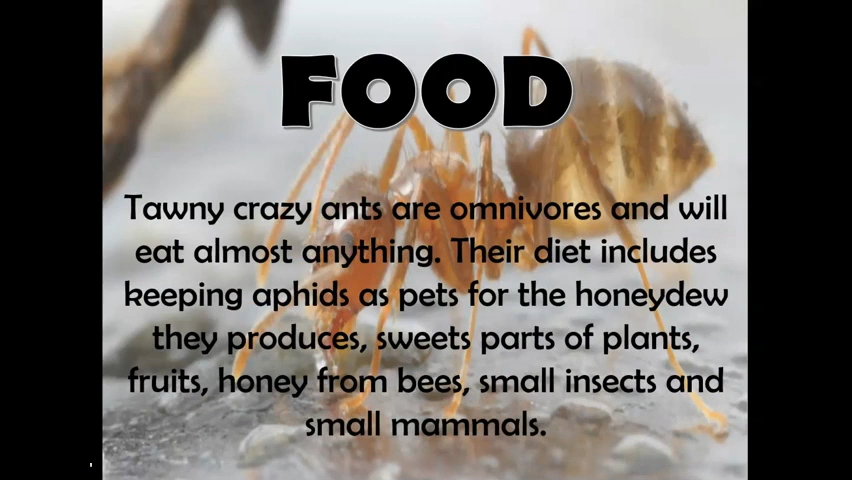 FOOD
Tawny crazy ants are omnivores and will
eat almost anything. Their diet includes
keeping aphids as pets for the honeydew
they produces, sweets parts of plants,
fruits, honey from bees, small insects and
small mammals.